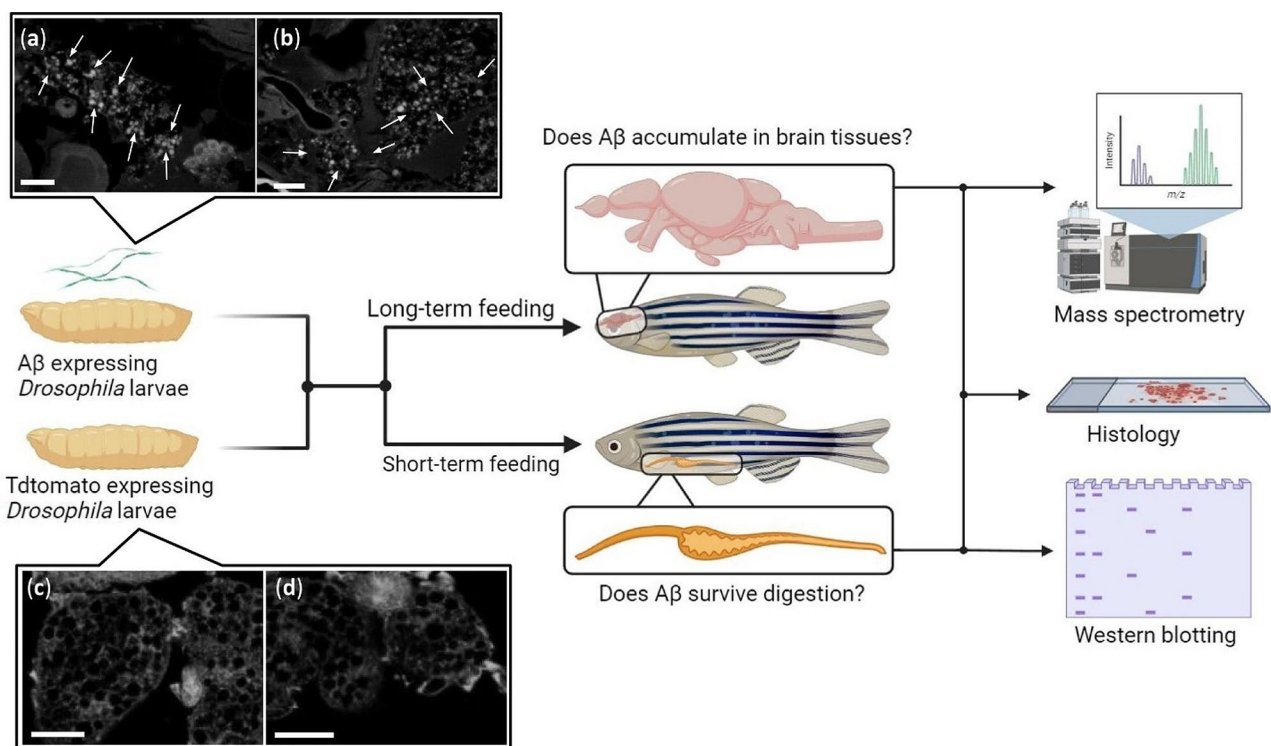 (a)
(b)
Does Aβ accumulate in brain tissues?
Intensity
m/z
Mass spectrometry
Aβ expressing
Drosophila larvae
Long-term feeding
Short-term feeding
Histology
Tdtomato expressing
Drosophila larvae
Does Aβ survive digestion?
Western blotting
(c)
(d)